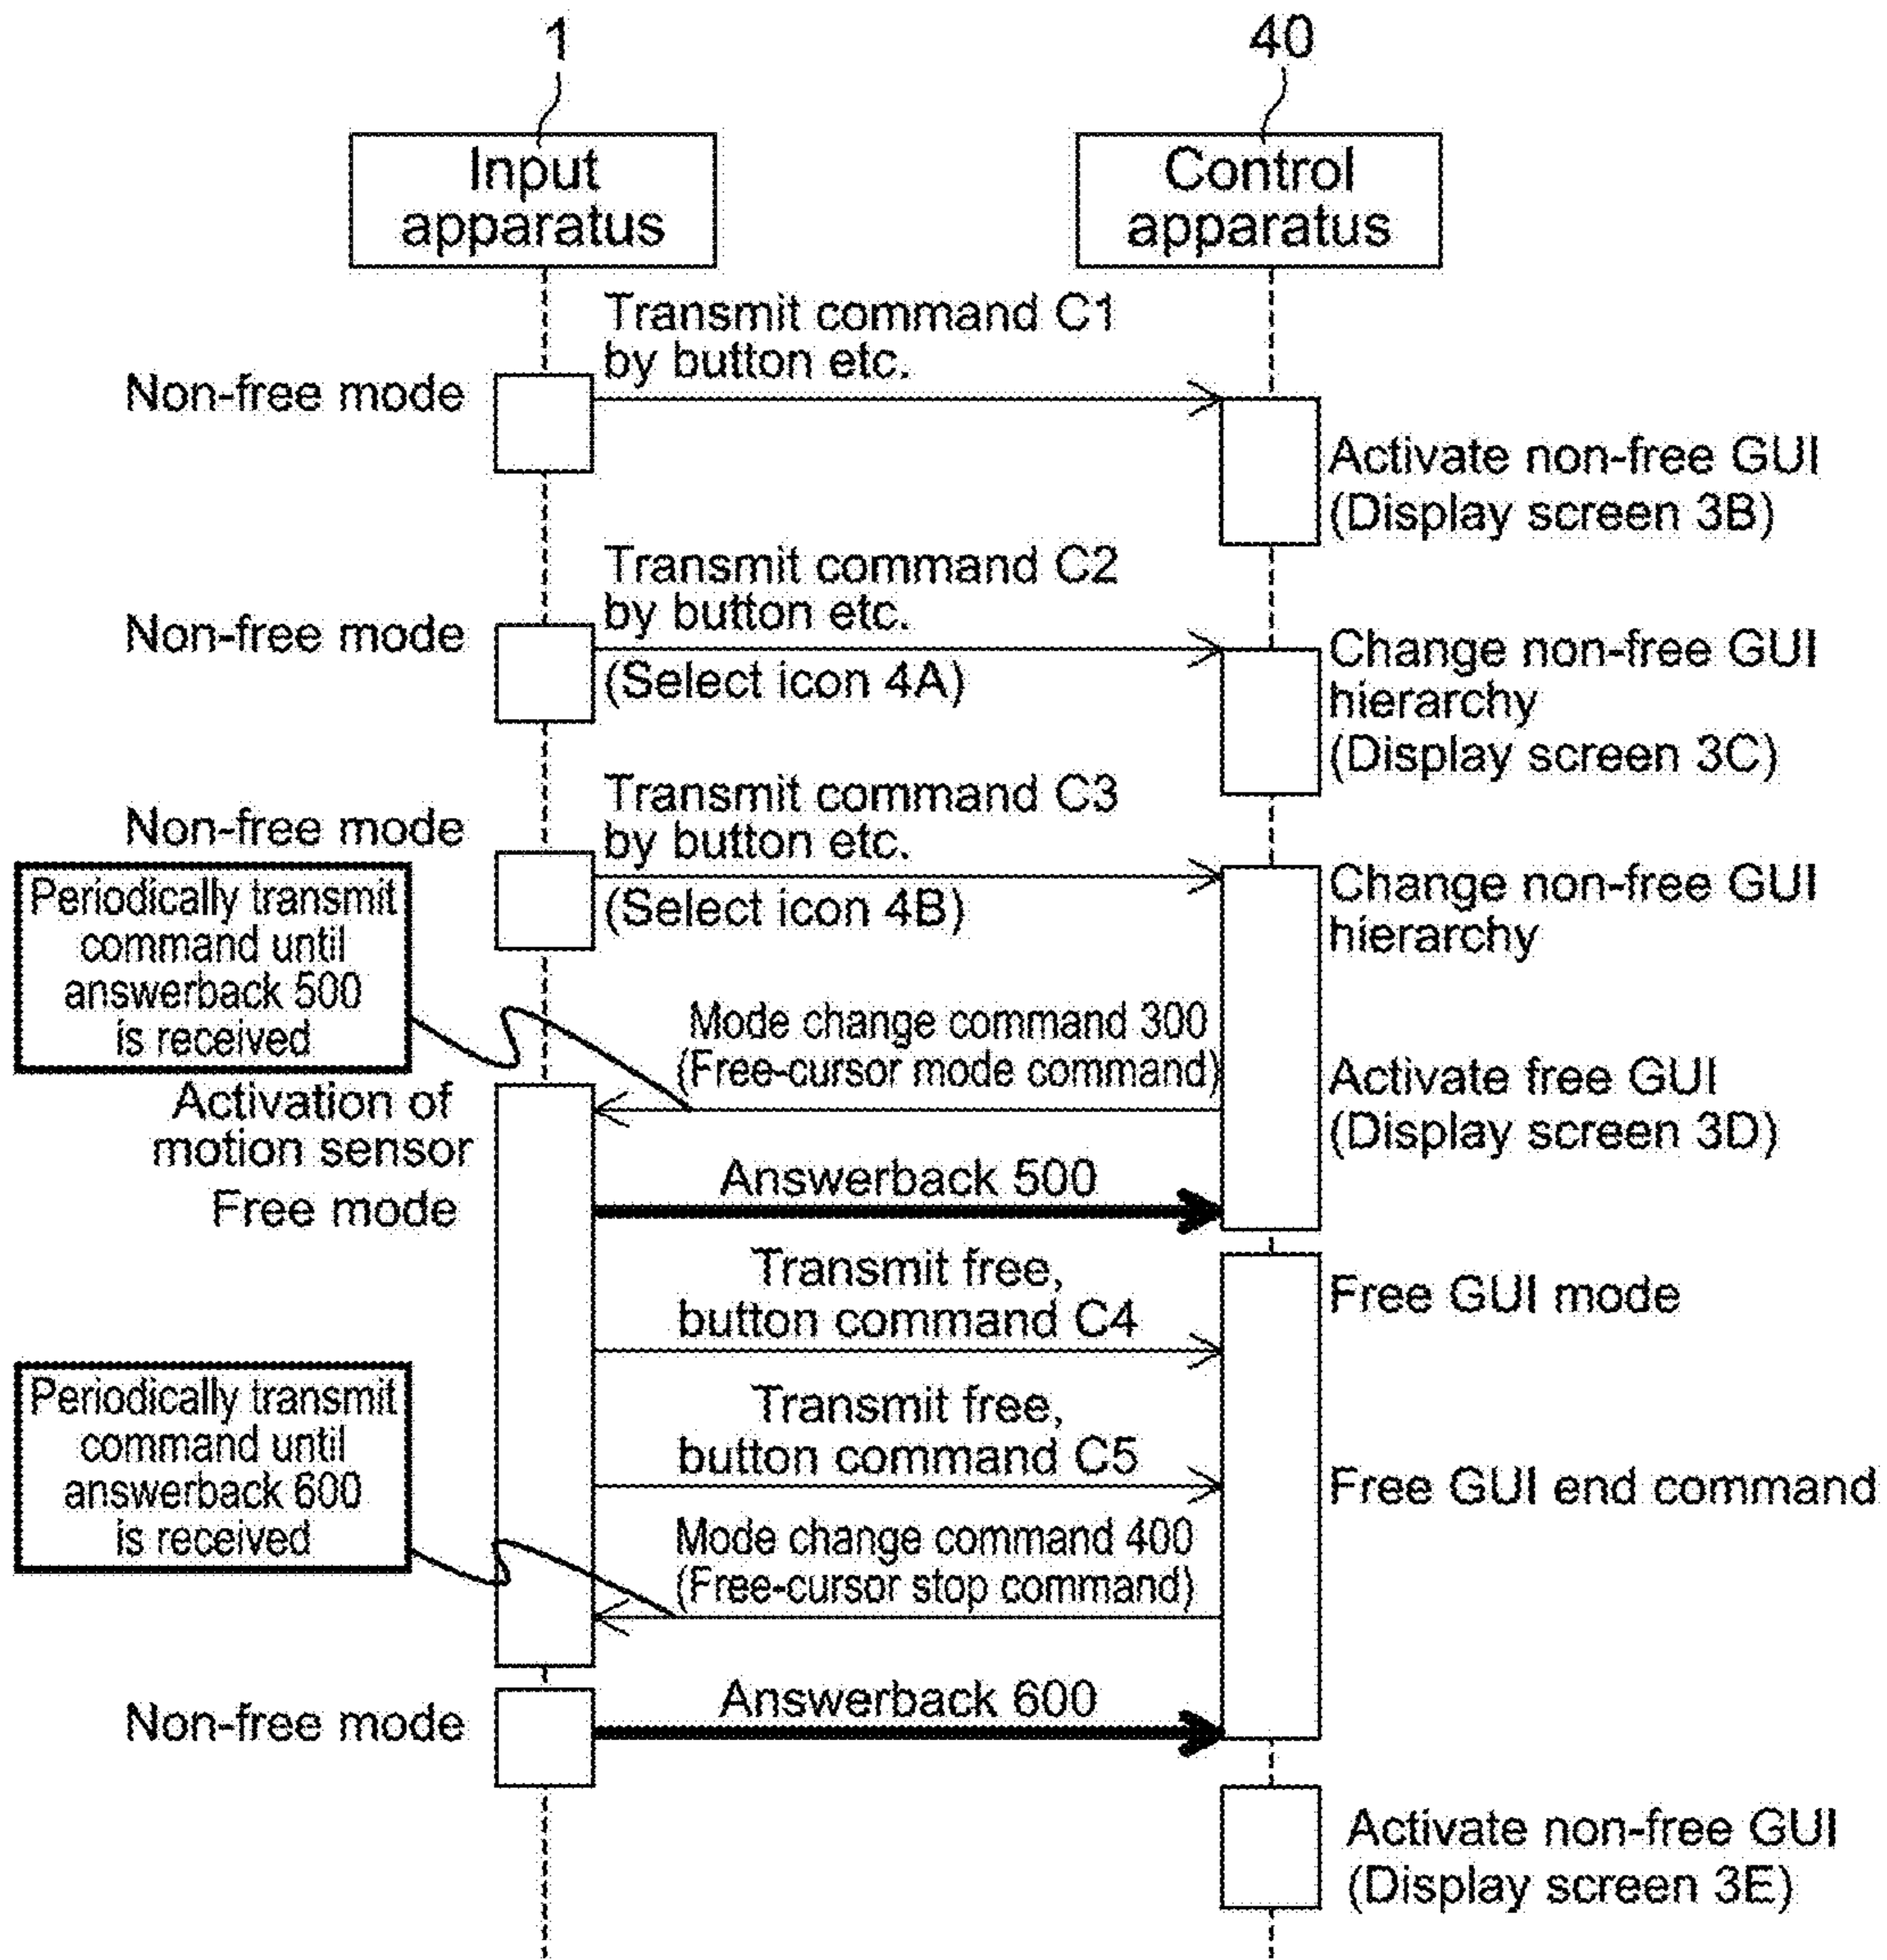 1
40
Input
apparatus
Control
apparatus
Transmit command C1
by button etc.
Non-free mode
Activate non-free GUI
(Display screen 3B)
Transmit command C2
by button etc.
(Select icon 4A)
Non-free mode
Change non-free GUI
hierarchy
(Display screen 3C)
Transmit command C3
by button etc.
(Select icon 4B)
Non-free mode
Change non-free GUI
hierarchy
Periodically transmit
command until
answerback 500
is received
Mode change command 300
(Free-cursor mode command)
Activate free GUI
(Display screen 3D)
Activation of
motion sensor
Free mode
Answerback 500
Transmit free,
button command C4
Free GUI mode
Periodically transmit
command until
answerback 600
is received
Transmit free,
button command C5
Free GUI end command
Mode change command 400
(Free-cursor stop command)
Non-free mode
Answerback 600
Activate non-free GUI
(Display screen 3E)